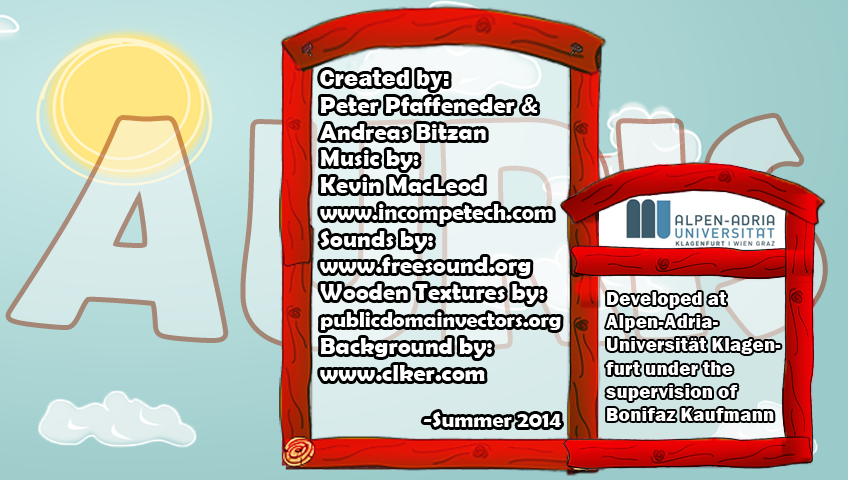 AURIS
Created by:
Peter Pfaffeneder &
Andreas Bitzan
Music by:
Kevin MacLeod
www.incompetech.com
Sounds by:
www.freesound.org
Wooden Textures by:
publicdomainvectors.org
Background by:
www.clker.com
-Summer 2014
ALPEN-ADRIA
UNIVERSITÄT
KLAGENFURT I WIEN GRAZ
Developed at
Alpen-Adria-
Universität Klagen-
furt under the
supervision of
Bonifaz Kaufmann